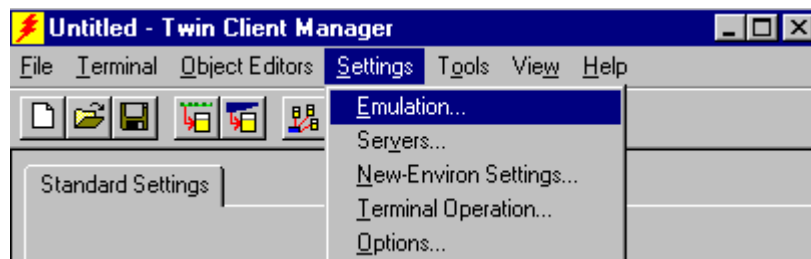 Untitled - Twin Client Manager
File Terminal Object Editors Settings Tools View Help
Emulation...
Servers...
Standard Settings
New-Environ Settings...
Terminal Operation...
Options...